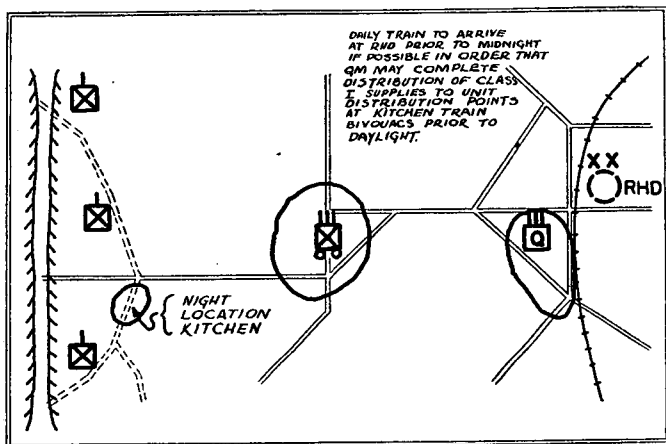 DAILY TRAIN TO ARRIVE
AT RHD PRIOR TO MIDNIGHT
IF POSSIBLE IN ORDER THAT
QM MAY COMPLETE
DISTRIBUTION OF CLASS
I SUPPLIES TO UNIT
DISTRIBUTION POINTS
AT KITCHEN TRAIN
BIVOUACS PRIOR TO
DAYLIGHT.
XX
RHD
Q
NIGHT
LOCATION
KITCHEN